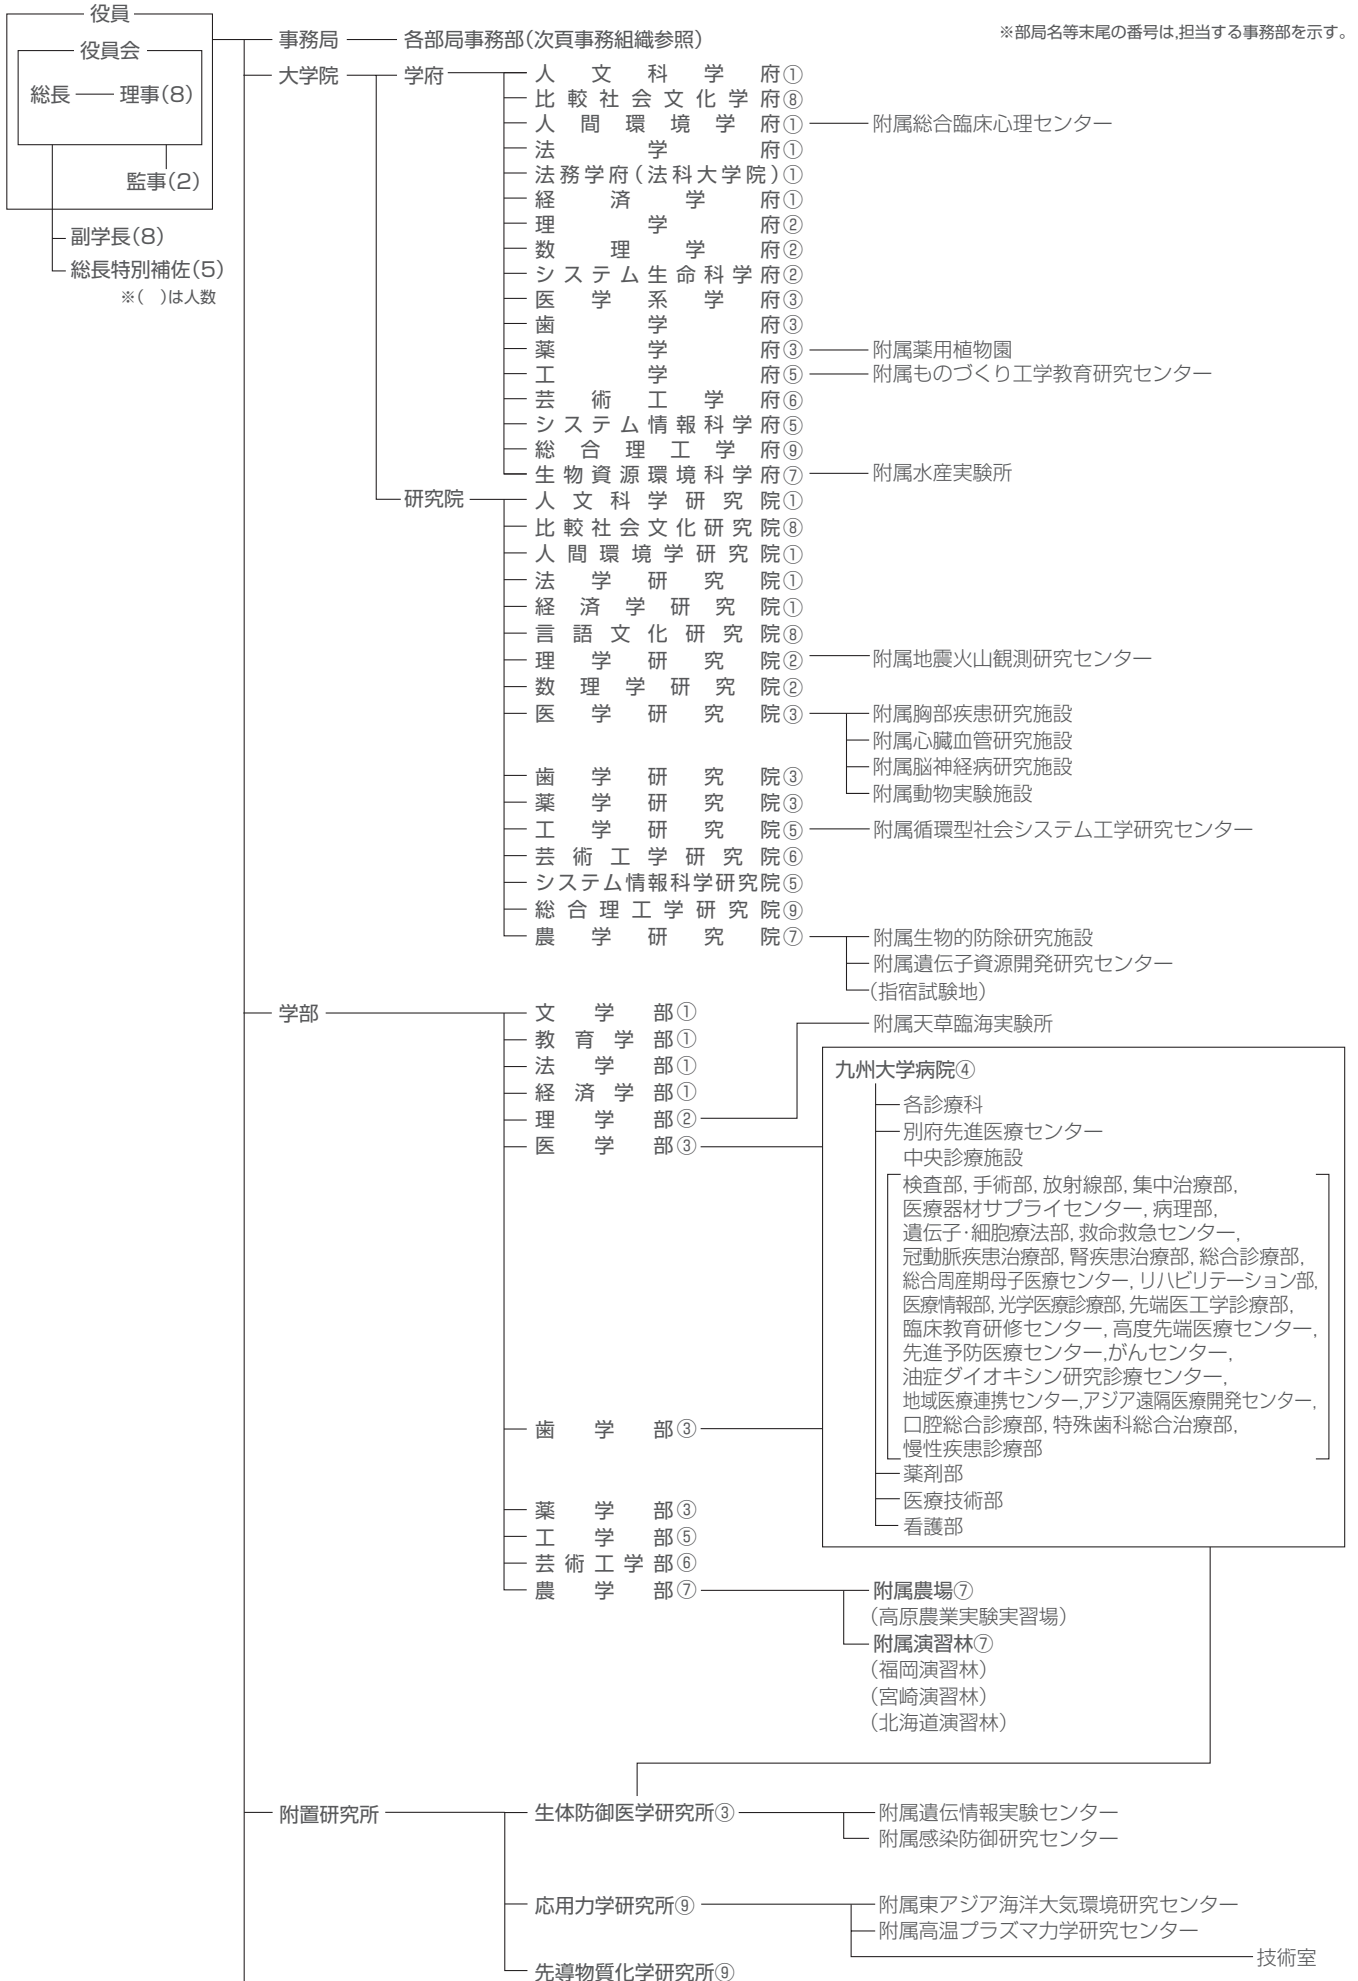 役員
役員会
総長
理事(8)
監事(2)
副学長(8)
総長特別補佐(5)
※(　)は人数
※部局名等末尾の番号は,担当する事務部を示す。
事務局
各部局事務部(次頁事務組織参照)
大学院
学府
人文科学府①
比較社会文化学府⑧
人間環境学府①
附属総合臨床心理センター
法学府①
法務学府(法科大学院)①
経済学府①
理学府②
数理学府②
システム生命科学府②
医学系学府③
歯学府③
薬学府③
附属薬用植物園
工学府⑤
附属ものづくり工学教育研究センター
芸術工学府⑥
システム情報科学府⑤
総合理工学府⑨
生物資源環境科学府⑦
附属水産実験所
研究院
人文科学研究院①
比較社会文化研究院⑧
人間環境学研究院①
法学研究院①
経済学研究院①
言語文化研究院⑧
理学研究院②
附属地震火山観測研究センター
数理学研究院②
医学研究院③
附属胸部疾患研究施設
附属心臓血管研究施設
附属脳神経病研究施設
附属動物実験施設
歯学研究院③
薬学研究院③
工学研究院⑤
附属循環型社会システム工学研究センター
芸術工学研究院⑥
システム情報科学研究院⑤
総合理工学研究院⑨
農学研究院⑦
附属生物的防除研究施設
附属遺伝子資源開発研究センター
(指宿試験地)
学部
文学部①
教育学部①
法学部①
経済学部①
理学部②
附属天草臨海実験所
医学部③
九州大学病院④
各診療科
別府先進医療センター
中央診療施設
検査部, 手術部, 放射線部, 集中治療部,
医療器材サプライセンター, 病理部,
遺伝子・細胞療法部, 救命救急センター,
冠動脈疾患治療部, 腎疾患治療部, 総合診療部,
総合周産期母子医療センター, リハビリテーション部,
医療情報部, 光学医療診療部, 先端医工学診療部,
臨床教育研修センター, 高度先端医療センター,
先進予防医療センター,がんセンター,
油症ダイオキシン研究診療センター,
地域医療連携センター,アジア遠隔医療開発センター,
口腔総合診療部, 特殊歯科総合治療部,
慢性疾患診療部
薬剤部
医療技術部
看護部
歯学部③
薬学部③
工学部⑤
芸術工学部⑥
農学部⑦
附属農場⑦
(高原農業実験実習場)
附属演習林⑦
(福岡演習林)
(宮崎演習林)
(北海道演習林)
附置研究所
生体防御医学研究所③
附属遺伝情報実験センター
附属感染防御研究センター
応用力学研究所⑨
附属東アジア海洋大気環境研究センター
附属高温プラズマ力学研究センター
技術室
先導物質化学研究所⑨